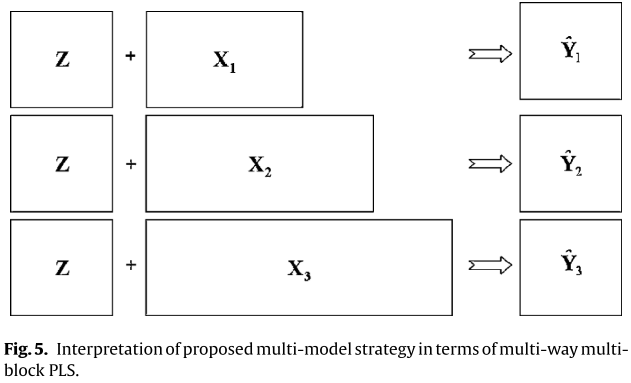 Z + X₁ ⇒ Ŷ₁
Z + X₂ ⇒ Ŷ₂
Z + X₃ ⇒ Ŷ₃
Fig. 5. Interpretation of proposed multi-model strategy in terms of multi-way multi-
block PLS.